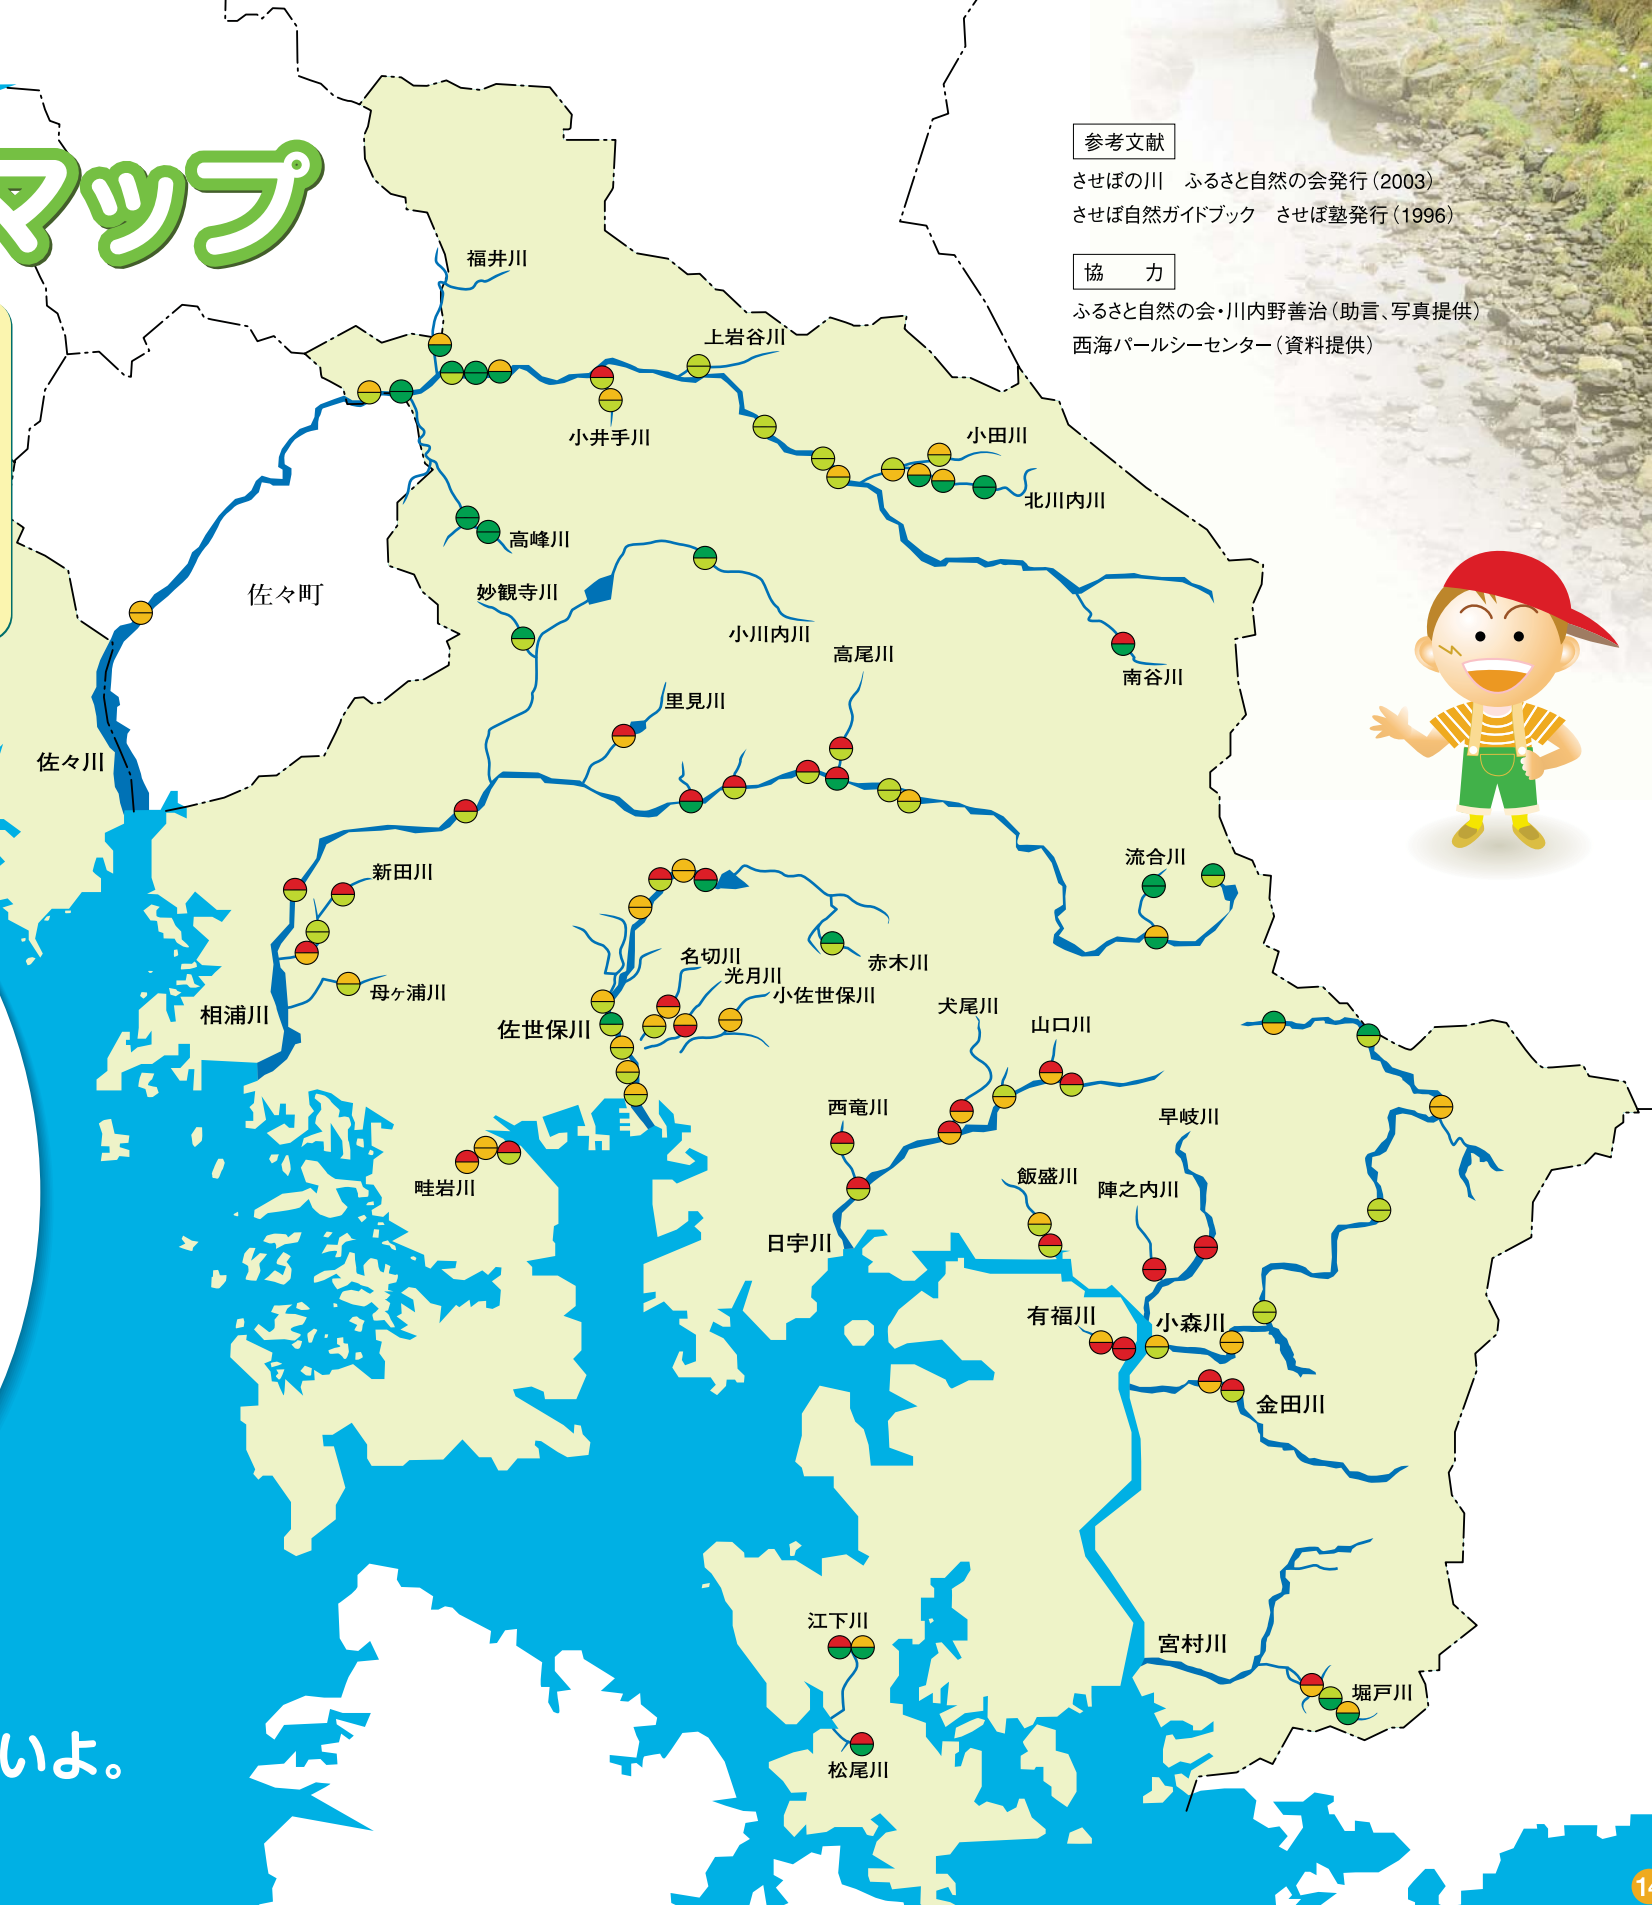 マップ
参考文献
させぼの川　ふるさと自然の会発行（2003）
させぼ自然ガイドブック　させぼ塾発行（1996）
協　力
ふるさと自然の会・川内野善治（助言、写真提供）
西海パールシーセンター（資料提供）
福井川
上岩谷川
小井手川
小田川
北川内川
高峰川
佐々町
妙観寺川
小川内川
高尾川
南谷川
里見川
佐々川
流合川
新田川
赤木川
名切川
光月川
小佐世保川
母ヶ浦川
相浦川
佐世保川
犬尾川
山口川
西竜川
早岐川
飯盛川
陣之内川
畦岩川
日宇川
有福川
小森川
金田川
江下川
宮村川
堀戸川
いよ。
松尾川
14